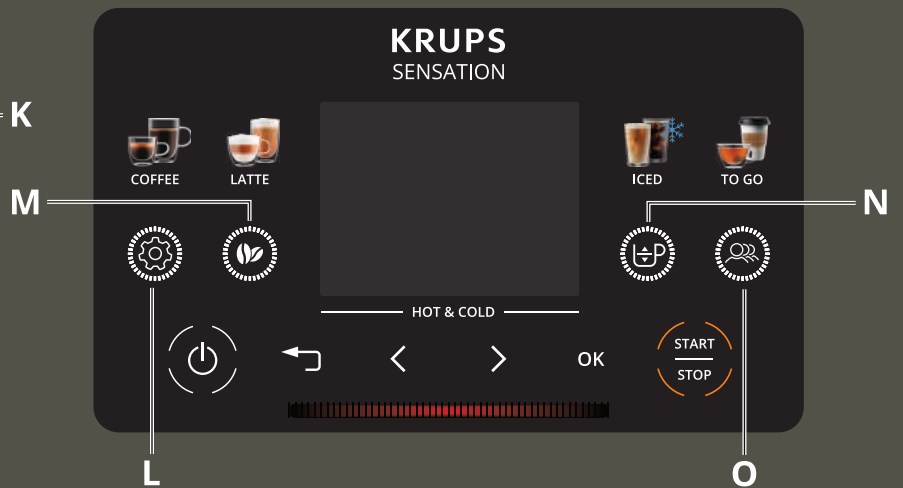 KRUPS
SENSATION
K
COFFEE
LATTE
ICED
TO GO
M
N
HOT & COLD
OK
START
STOP
L
O